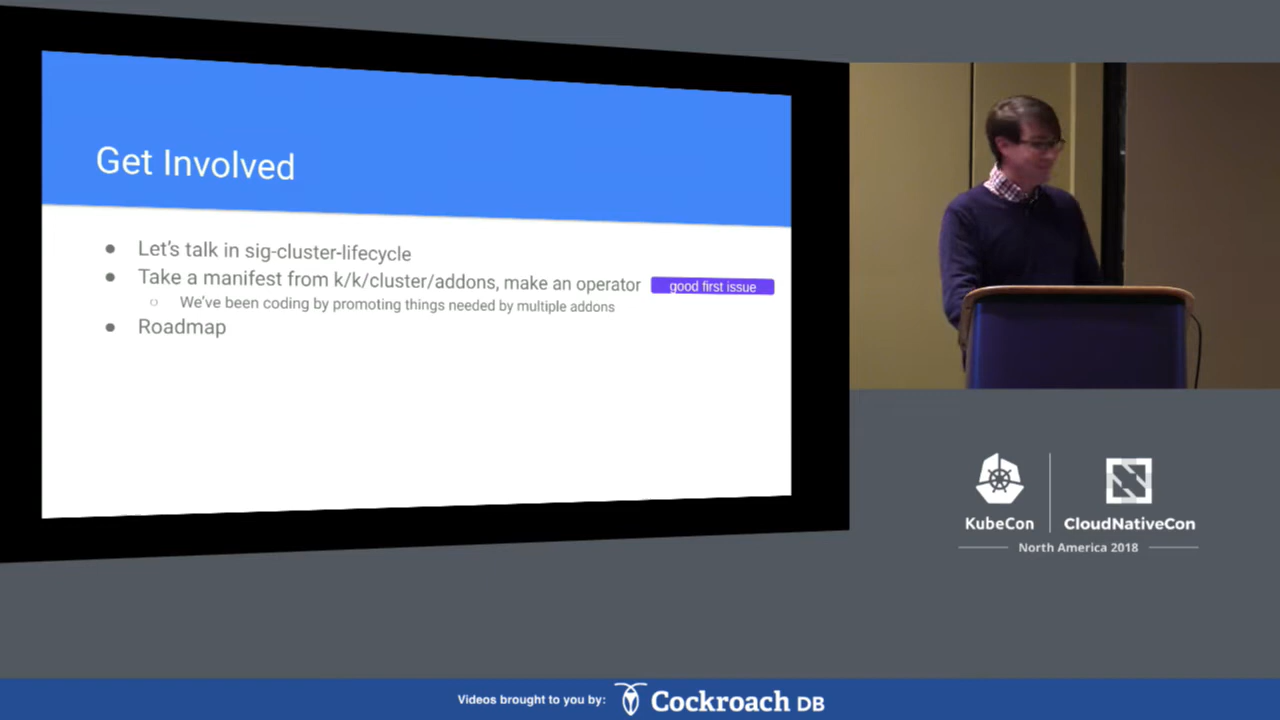 Get Involved
Let's talk in sig-cluster-lifecycle
Take a manifest from k/k/cluster/addons, make an operator good first issue
We've been coding by promoting things needed by multiple addons
Roadmap
KubeCon CloudNativeCon
North America 2018
Videos brought to you by: Cockroach DB